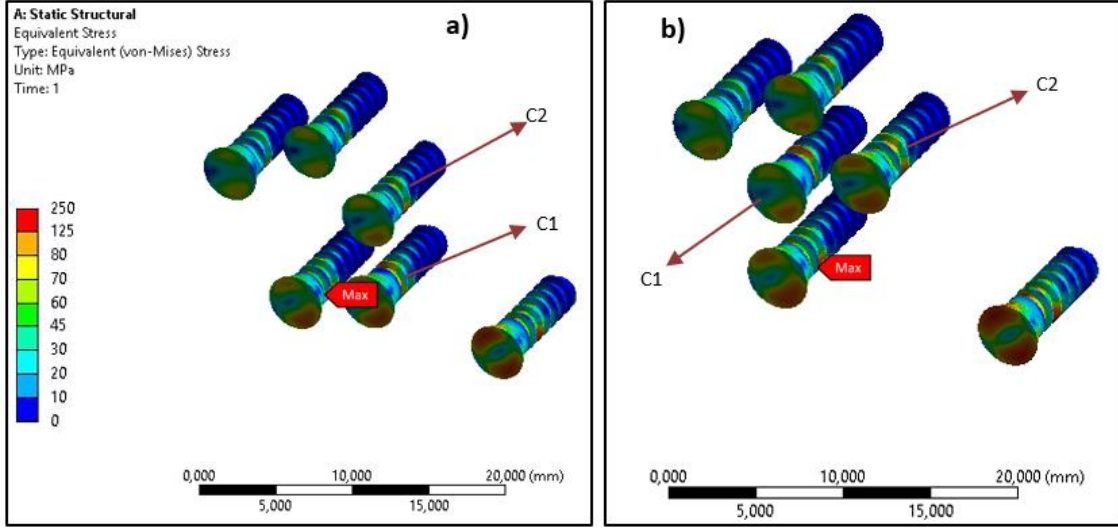 A: Static Structural
Equivalent Stress
Type: Equivalent (von-Mises) Stress
Unit: MPa
Time: 1
a)
C2
C1
Max
250
125
80
70
60
45
30
20
10
0
0,000 10,000 20,000 (mm)
5,000 15,000
b)
C2
C1
Max
0,000 10,000 20,000 (mm)
5,000 15,000